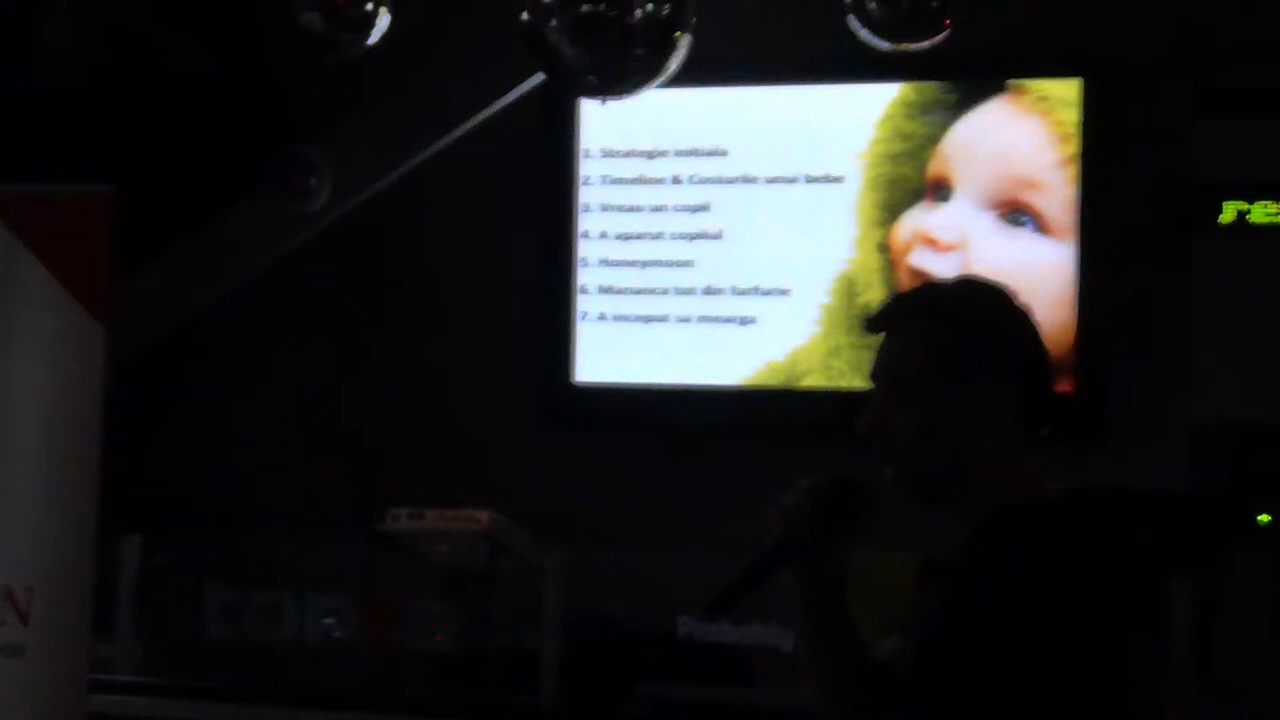 1. Strategie initiala
2. Timeline & Costurile unui bebe
3. Vreau un copil
4. A aparut copilul
5. Honeymoon
6. Mananca tot din farfurie
7. A inceput sa mearga
N
Probably